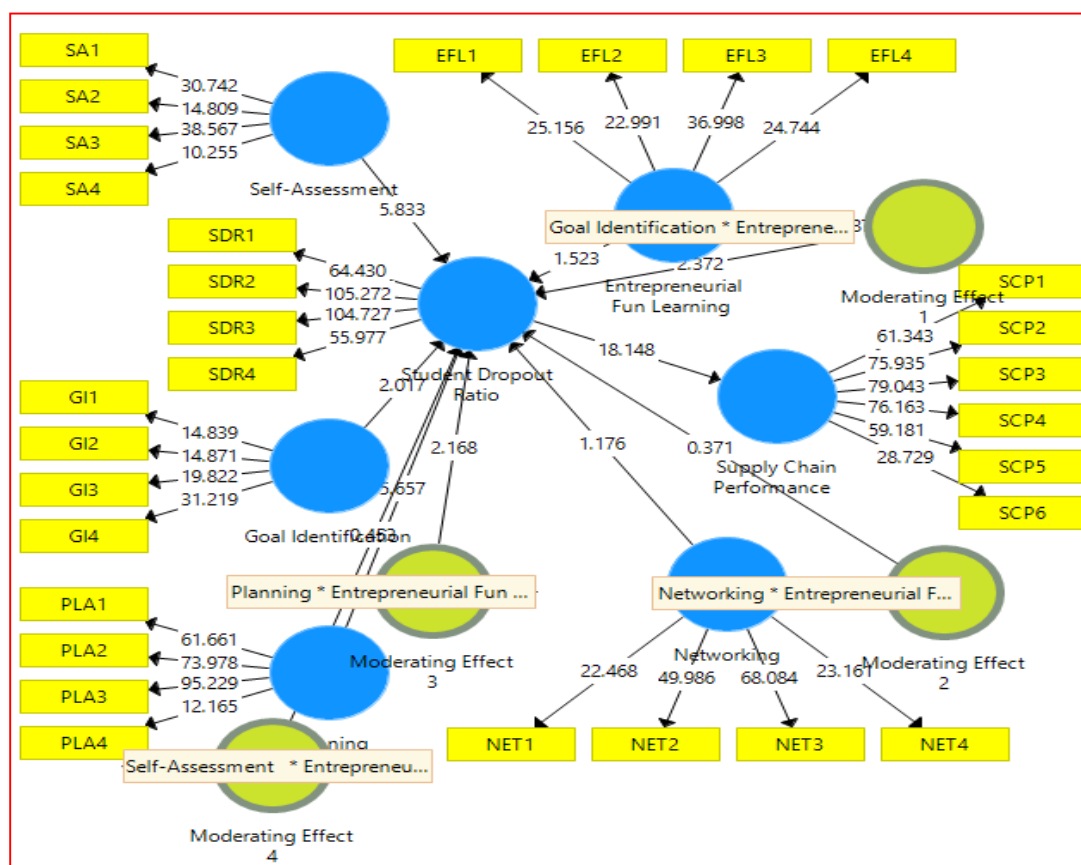 SA1
SA2
SA3
SA4
30.742
14.809
38.567
10.255
Self-Assessment
5.833
EFL1
EFL2
EFL3
EFL4
25.156
22.991
36.998
24.744
Goal Identification * Entreprene...
1.523
2.372
Entrepreneurial
Fun Learning
Moderating Effect
1
SDR1
SDR2
SDR3
SDR4
64.430
105.272
104.727
55.977
Student Dropout
Ratio
18.148
SCP1
SCP2
SCP3
SCP4
SCP5
SCP6
61.343
75.935
79.043
76.163
59.181
28.729
Supply Chain
Performance
GI1
GI2
GI3
GI4
14.839
14.871
19.822
31.219
Goal Identification
2.017
2.168
5.657
0.453
1.176
0.371
Planning * Entrepreneurial Fun ...
Moderating Effect
3
Networking * Entrepreneurial F...
Networking
Moderating Effect
2
PLA1
PLA2
PLA3
PLA4
61.661
73.978
95.229
12.165
Self-Assessment * Entrepreneu...
Moderating Effect
4
22.468
49.986
68.084
23.161
NET1
NET2
NET3
NET4